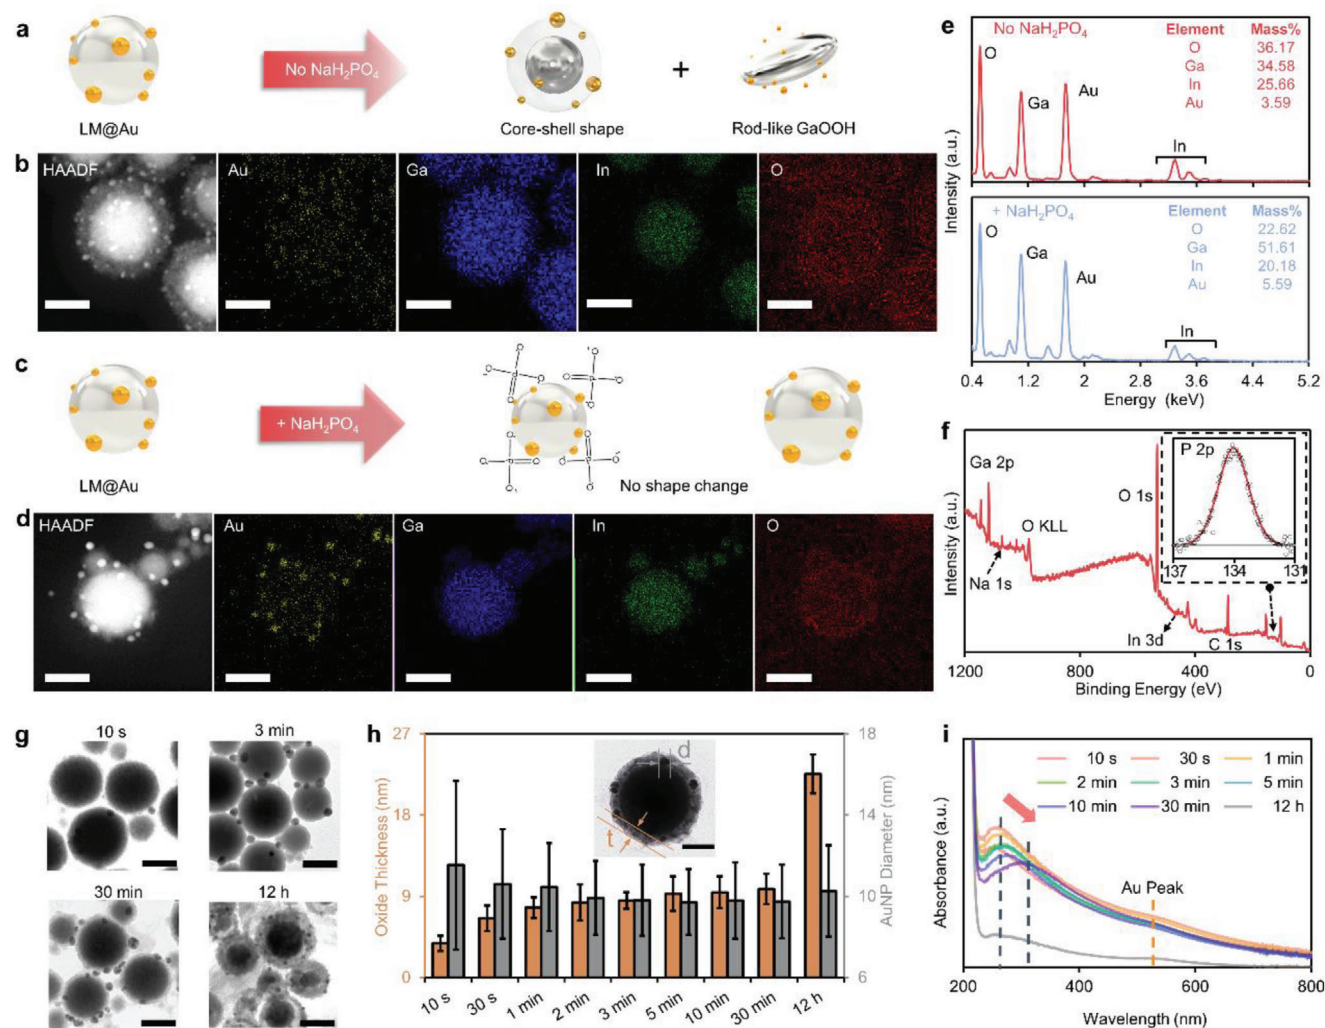 a
LM@Au
No NaH₂PO₄
Core-shell shape
+
Rod-like GaOOH
b
HAADF
Au
Ga
In
O
c
LM@Au
+ NaH₂PO₄
No shape change
d
HAADF
Au
Ga
In
O
e
No NaH₂PO₄
Element Mass%
O 36.17
Ga 34.58
In 25.66
Au 3.59
O
Ga
Au
In
+ NaH₂PO₄
Element Mass%
O 22.62
Ga 51.61
In 20.18
Au 5.59
O
Ga
Au
In
Intensity (a.u.)
0.4 1.2 2 2.8 3.6 4.4 5.2
Energy (keV)
f
Ga 2p
O KLL
Na 1s
O 1s
In 3d
C 1s
P 2p
137 134 131
Intensity (a.u.)
1200 800 400 0
Binding Energy (eV)
g
10 s
3 min
30 min
12 h
h
Oxide Thickness (nm)
27
18
9
0
AuNP Diameter (nm)
18
14
10
6
d
t
10 s
30 s
1 min
2 min
3 min
5 min
10 min
30 min
12 h
i
10 s 30 s 1 min
2 min 3 min 5 min
10 min 30 min 12 h
Au Peak
Absorbance (a.u.)
200 400 600 800
Wavelength (nm)